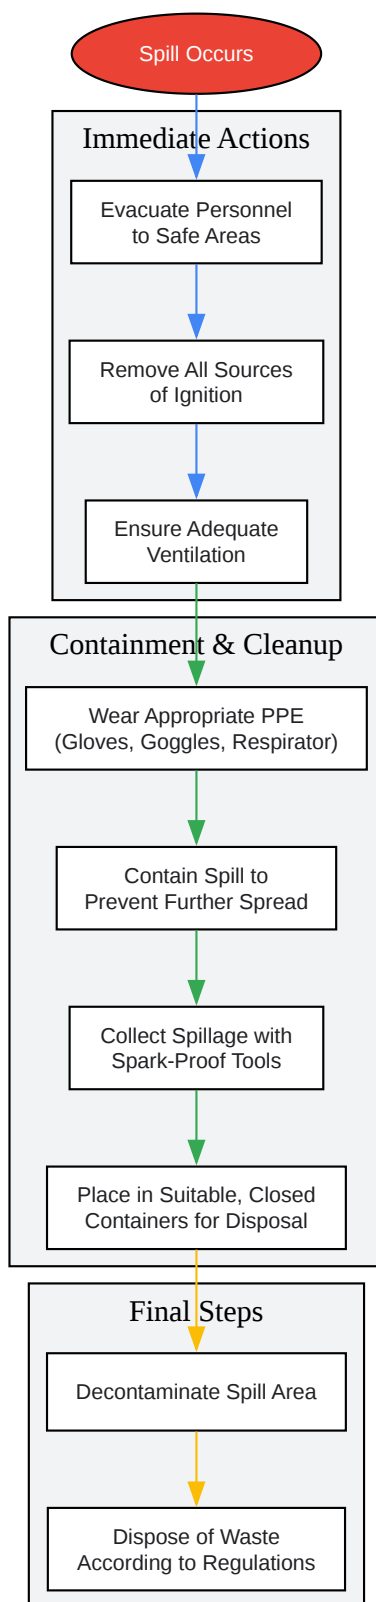 Spill Occurs
Immediate Actions
Evacuate Personnel
to Safe Areas
Remove All Sources
of Ignition
Ensure Adequate
Ventilation
Containment & Cleanup
Wear Appropriate PPE
(Gloves, Goggles, Respirator)
Contain Spill to
Prevent Further Spread
Collect Spillage with
Spark-Proof Tools
Place in Suitable, Closed
Containers for Disposal
Final Steps
Decontaminate Spill Area
Dispose of Waste
According to Regulations